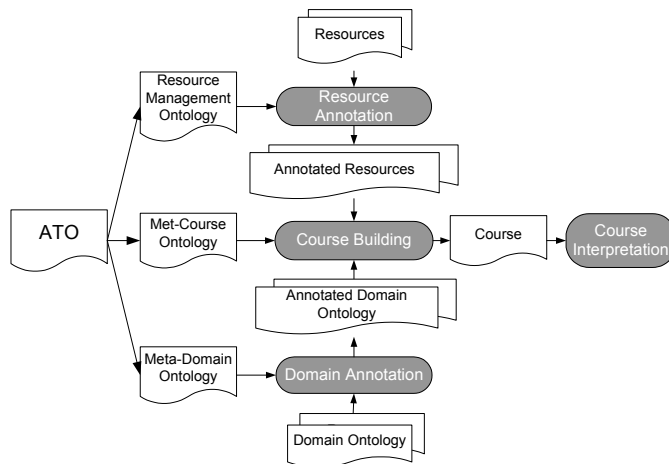 Resources
Resource
Management
Ontology
Resource
Annotation
Annotated Resources
ATO
Met-Course
Ontology
Course Building
Course
Course
Interpretation
Annotated Domain
Ontology
Meta-Domain
Ontology
Domain Annotation
Domain Ontology